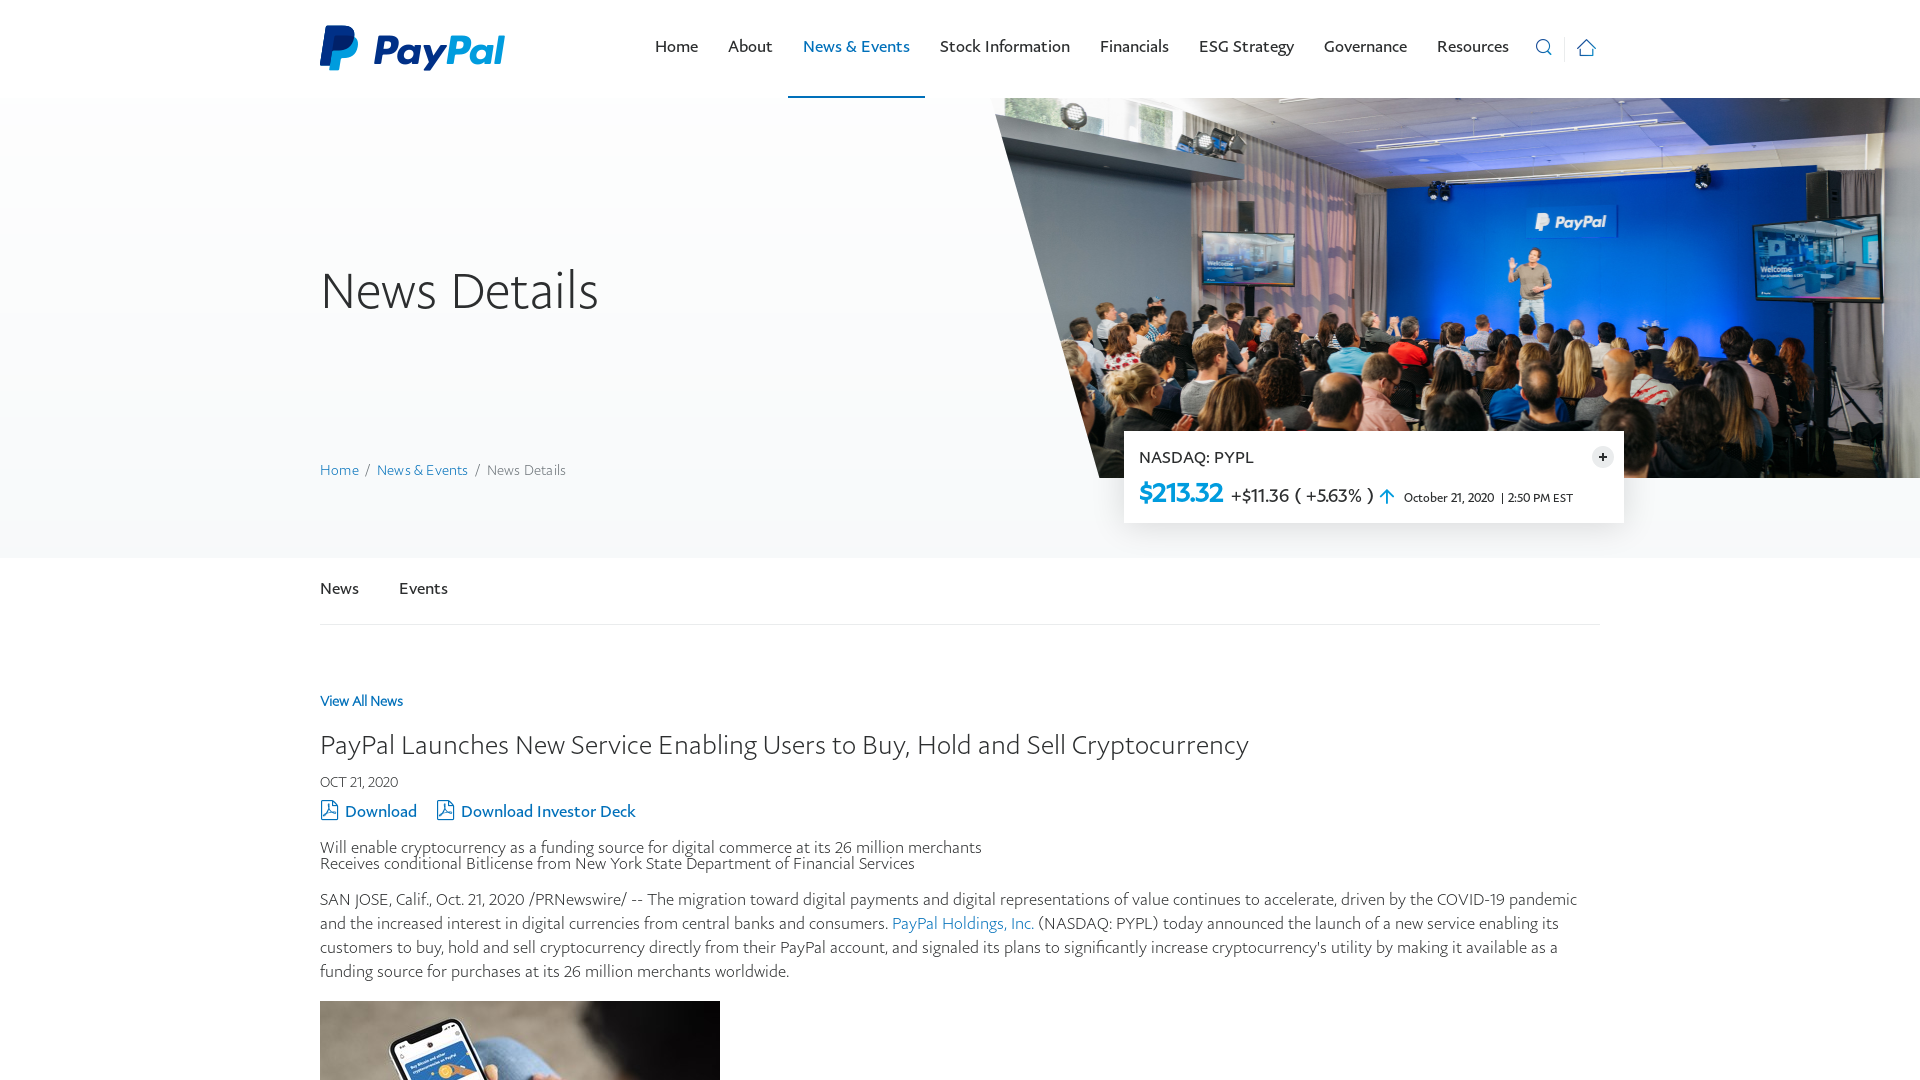 PayPal
Home About News & Events Stock Information Financials ESG Strategy Governance Resources
PayPal
Welcome
Welcome
News Details
Home / News & Events / News Details
NASDAQ: PYPL
$213.32 +$11.36 ( +5.63% ) October 21, 2020 | 2:50 PM EST
News Events
View All News
PayPal Launches New Service Enabling Users to Buy, Hold and Sell Cryptocurrency
OCT 21, 2020
Download Download Investor Deck
Will enable cryptocurrency as a funding source for digital commerce at its 26 million merchants
Receives conditional Bitlicense from New York State Department of Financial Services
SAN JOSE, Calif., Oct. 21, 2020 /PRNewswire/ -- The migration toward digital payments and digital representations of value continues to accelerate, driven by the COVID-19 pandemic
and the increased interest in digital currencies from central banks and consumers. PayPal Holdings, Inc. (NASDAQ: PYPL) today announced the launch of a new service enabling its
customers to buy, hold and sell cryptocurrency directly from their PayPal account, and signaled its plans to significantly increase cryptocurrency's utility by making it available as a
funding source for purchases at its 26 million merchants worldwide.